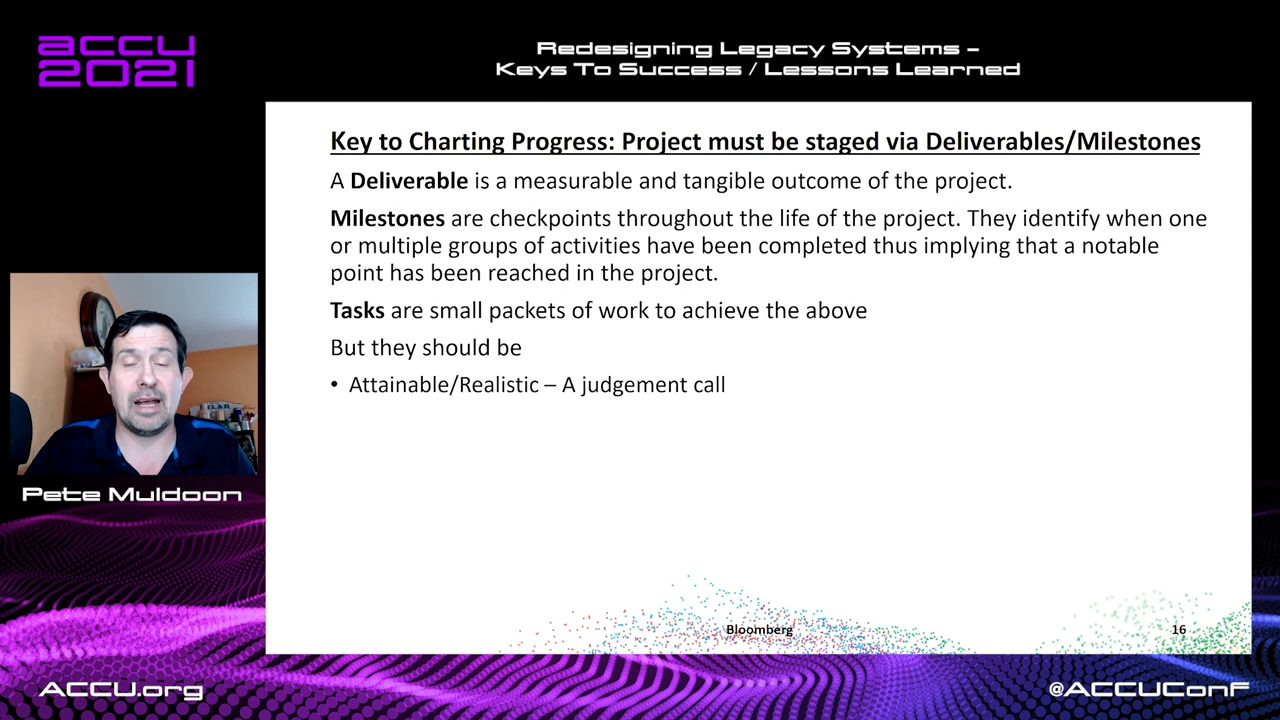 accu
2021
Redesigning Legacy Systems –
Keys To Success / Lessons Learned
Key to Charting Progress: Project must be staged via Deliverables/Milestones
A Deliverable is a measurable and tangible outcome of the project.
Milestones are checkpoints throughout the life of the project. They identify when one
or multiple groups of activities have been completed thus implying that a notable
point has been reached in the project.
Tasks are small packets of work to achieve the above
But they should be
• Attainable/Realistic – A judgement call
Pete Muldoon
Bloomberg
16
ACCU.org
@ACCUConf